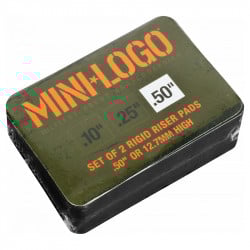 MINI★LOGO
.10" .25" .50"
SET OF 2 RIGID RISER PADS
.50" OR 12.7MM HIGH